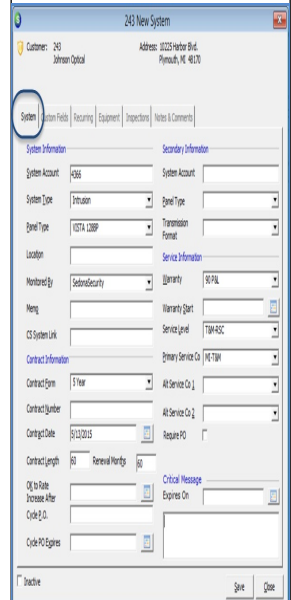 243 New System
Customer: 243
Johnson Optical
Address: 10225 Harbor Blvd.
Plymouth, MI 48170
System Custom Fields Recurring Equipment Inspections Notes & Comments
System Information
System Account 4366
System Type Intrusion
Panel Type VISTA 128BP
Location
Monitored By SedonaSecurity
Memo
CS System Link
Contract Information
Contract Form 5 Year
Contract Number
Contract Date 5/13/2015
Contract Length 60 Renewal Months 60
OK to Rate
Increase After
Cycle P.O.
Cycle PO Expires
Secondary Information
System Account
Panel Type
Transmission
Format
Service Information
Warranty 90 P&L
Warranty Start
Service Level T&M-RSC
Primary Service Co MI-T&M
Alt Service Co 1
Alt Service Co 2
Require PO
Critical Message
Expires On
Inactive
Save Close